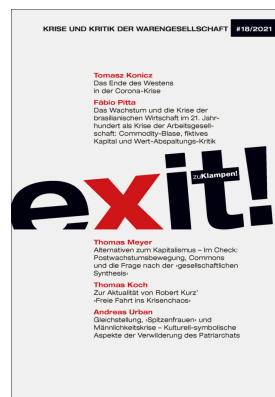 KRISE UND KRITIK DER WARENGESELLSCHAFT #18/2021
Tomasz Konicz
Das Ende des Westens
in der Corona-Krise
Fábio Pitta
Das Wachstum und die Krise der
brasilianischen Wirtschaft im 21. Jahr-
hundert als Krise der Arbeitsgesell-
schaft: Commodity-Blase, fiktives
Kapital und Wert-Abspaltungs-Kritik
zuKlampen!
exit!
Thomas Meyer
Alternativen zum Kapitalismus – Im Check:
Postwachstumsbewegung, Commons
und die Frage nach der ›gesellschaftlichen
Synthesis‹
Thomas Koch
Zur Aktualität von Robert Kurz'
›Freie Fahrt ins Krisenchaos‹
Andreas Urban
Gleichstellung, ›Spitzenfrauen‹ und
Männlichkeitskrise – Kulturell-symbolische
Aspekte der Verwilderung des Patriarchats